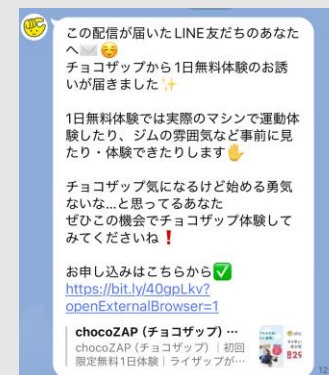 この配信が届いたLINE友だちのあなた
へ✉️☺️
チョコザップから1日無料体験のお誘
いが届きました✨
1日無料体験では実際のマシンで運動体
験したり、ジムの雰囲気など事前に見
たり・体験できたりします✋
チョコザップ気になるけど始める勇気
ないな...と思ってるあなた
ぜひこの機会でチョコザップ体験して
みてくださいね❗
お申し込みはこちらから✅
https://bit.ly/40gpLkv?
openExternalBrowser=1
chocoZAP（チョコザップ）…
chocoZAP（チョコザップ）｜初回
限定無料1日体験｜ライザップが…